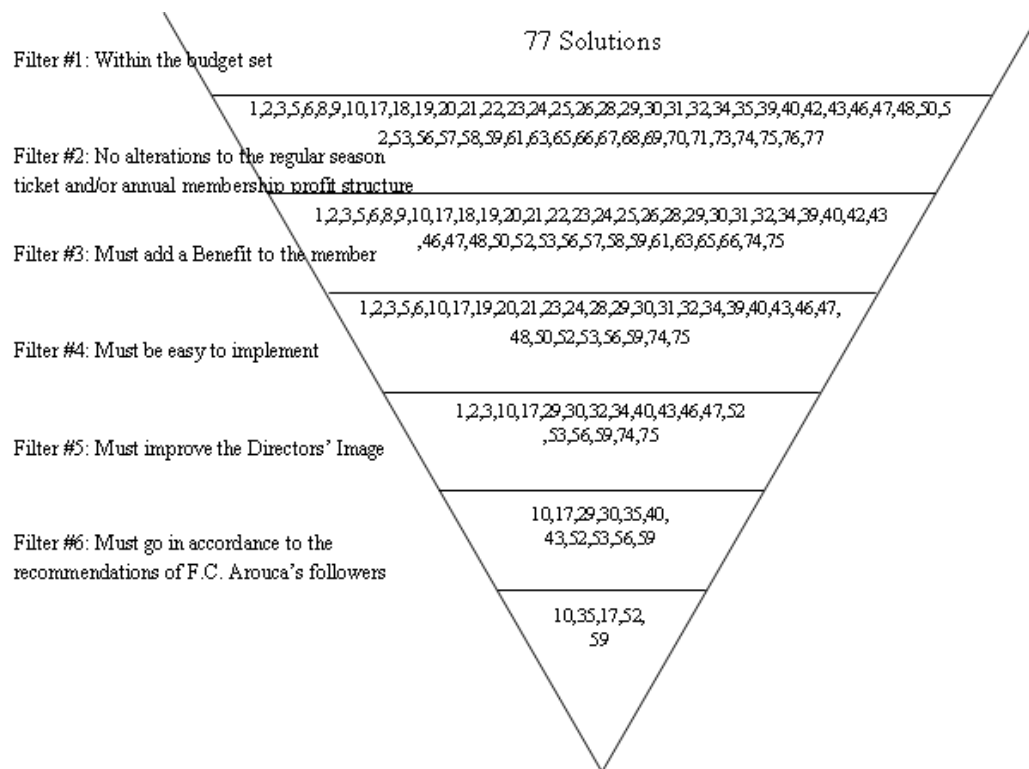 77 Solutions
Filter #1: Within the budget set
1,2,3,5,6,8,9,10,17,18,19,20,21,22,23,24,25,26,28,29,30,31,32,34,35,39,40,42,43,46,47,48,50,5
2,53,56,57,58,59,61,63,65,66,67,68,69,70,71,73,74,75,76,77
Filter #2: No alterations to the regular season
ticket and/or annual membership profit structure
1,2,3,5,6,8,9,10,17,18,19,20,21,22,23,24,25,26,28,29,30,31,32,34,39,40,42,43
,46,47,48,50,52,53,56,57,58,59,61,63,65,66,74,75
Filter #3: Must add a Benefit to the member
1,2,3,5,6,10,17,19,20,21,23,24,28,29,30,31,32,34,39,40,43,46,47,
48,50,52,53,56,59,74,75
Filter #4: Must be easy to implement
1,2,3,10,17,29,30,32,34,40,43,46,47,52
,53,56,59,74,75
Filter #5: Must improve the Directors’ Image
10,17,29,30,35,40,
43,52,53,56,59
Filter #6: Must go in accordance to the
recommendations of F.C. Arouca’s followers
10,35,17,52,
59